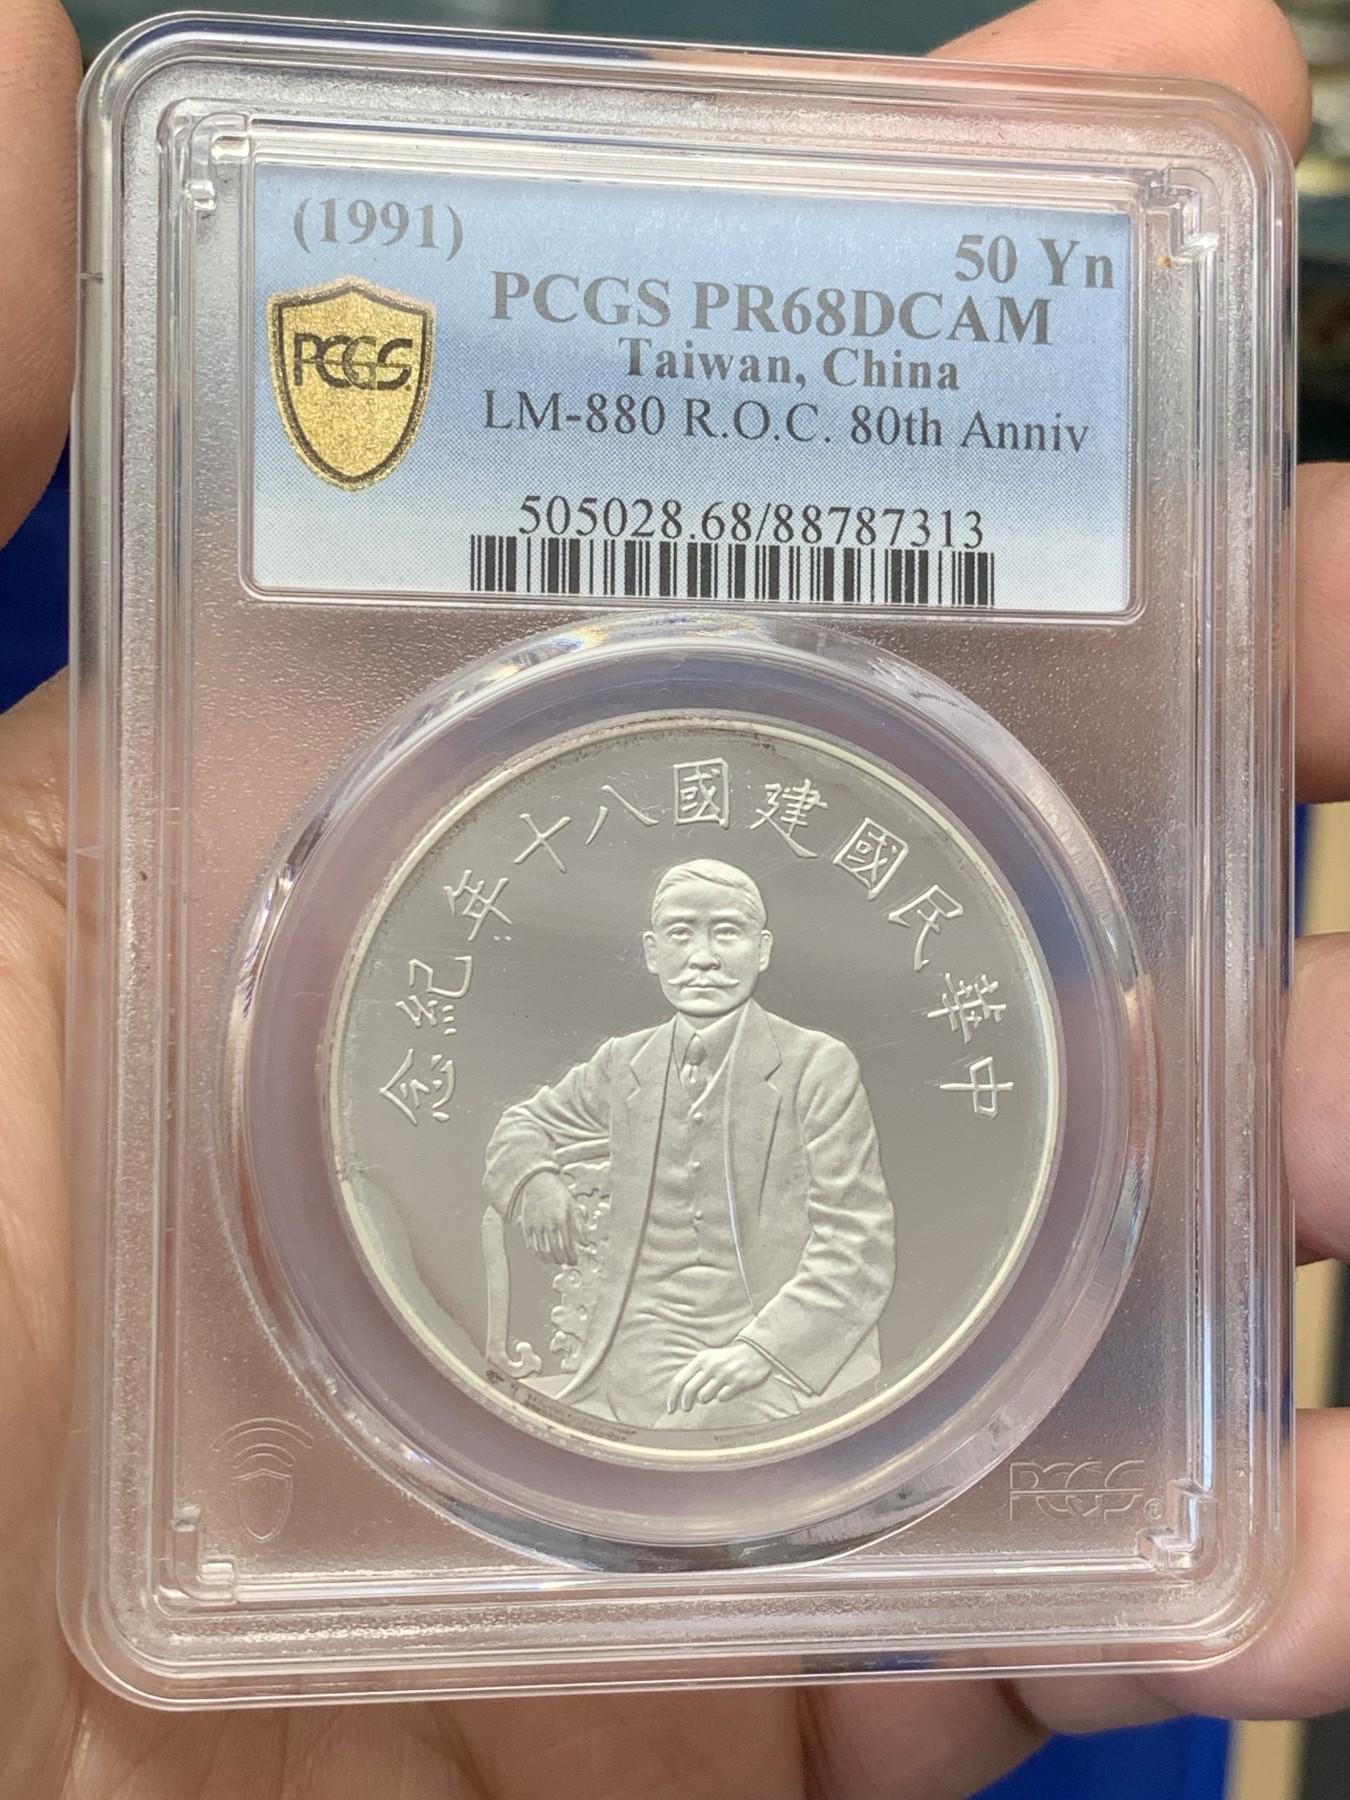 (1991)
50 Yn
PCGS
PCGS PR68DCAM
Taiwan, China
LM-880 R.O.C. 80th Anniv
505028.68/88787313
中華民國建國八十年紀念
PCGS®